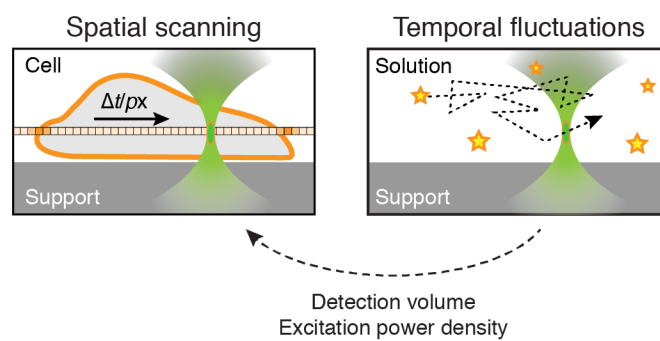 Spatial scanning
Temporal fluctuations
Cell
Δt/px
Support
Solution
Support
Detection volume
Excitation power density